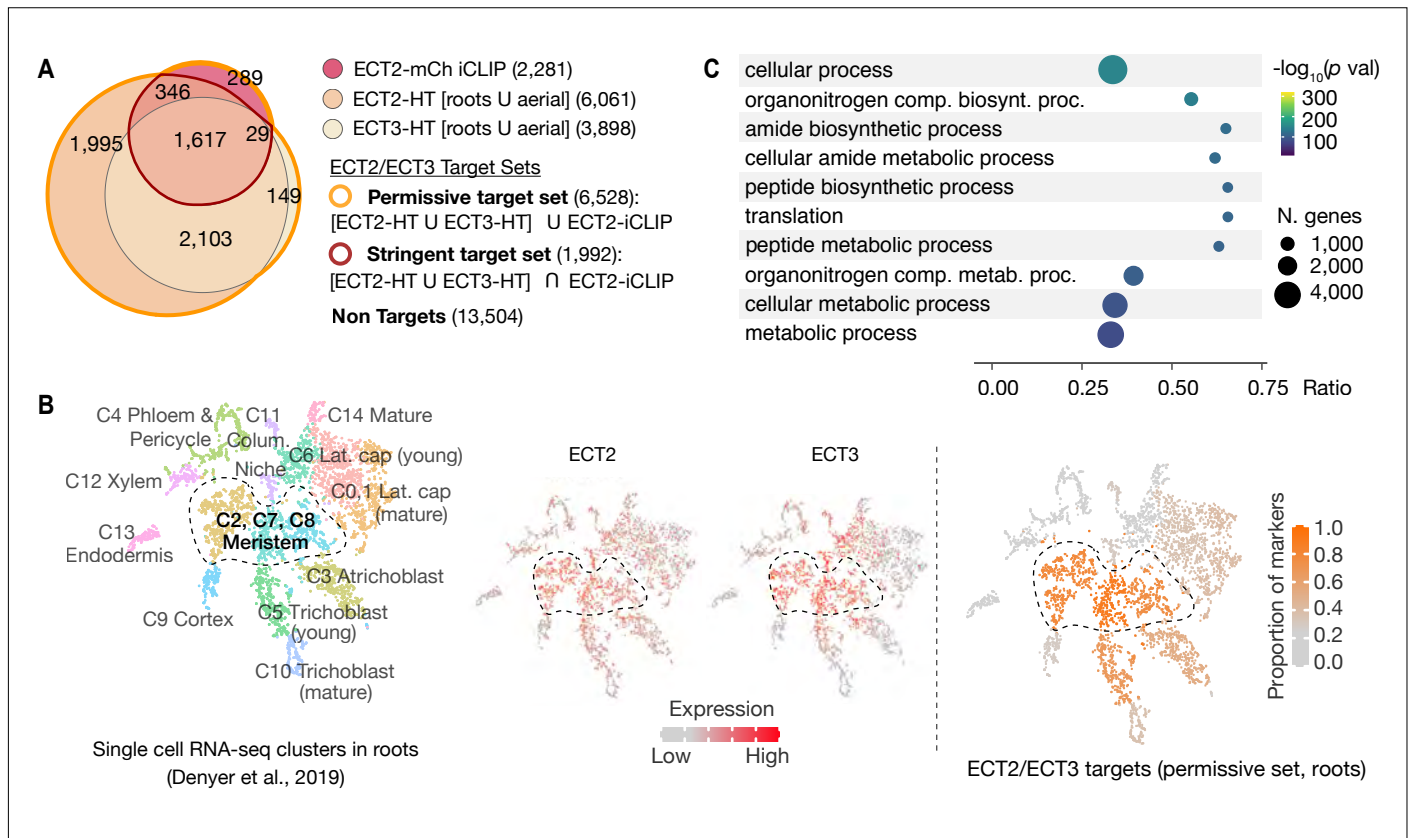 A
289
346
1,995
1,617
29
149
2,103
ECT2-mCh iCLIP (2,281)
ECT2-HT [roots U aerial] (6,061)
ECT3-HT [roots U aerial] (3,898)
ECT2/ECT3 Target Sets
Permissive target set (6,528):
[ECT2-HT U ECT3-HT] U ECT2-iCLIP
Stringent target set (1,992):
[ECT2-HT U ECT3-HT] ∩ ECT2-iCLIP
Non Targets (13,504)
C
cellular process
organonitrogen comp. biosynt. proc.
amide biosynthetic process
cellular amide metabolic process
peptide biosynthetic process
translation
peptide metabolic process
organonitrogen comp. metab. proc.
cellular metabolic process
metabolic process
0.00 0.25 0.50 0.75 Ratio
-log10(p val)
300
200
100
N. genes
1,000
2,000
4,000
B
C4 Phloem &
Pericycle
C11
Colum.
C14 Mature
C6 Lat. cap (young)
Niche
C12 Xylem
C0,1 Lat. cap
(mature)
C2, C7, C8
Meristem
C13
Endodermis
C3 Atrichoblast
C9 Cortex
C5 Trichoblast
(young)
C10 Trichoblast
(mature)
Single cell RNA-seq clusters in roots
(Denyer et al., 2019)
ECT2
ECT3
Expression
Low High
Proportion of markers
1.0
0.8
0.6
0.4
0.2
0.0
ECT2/ECT3 targets (permissive set, roots)